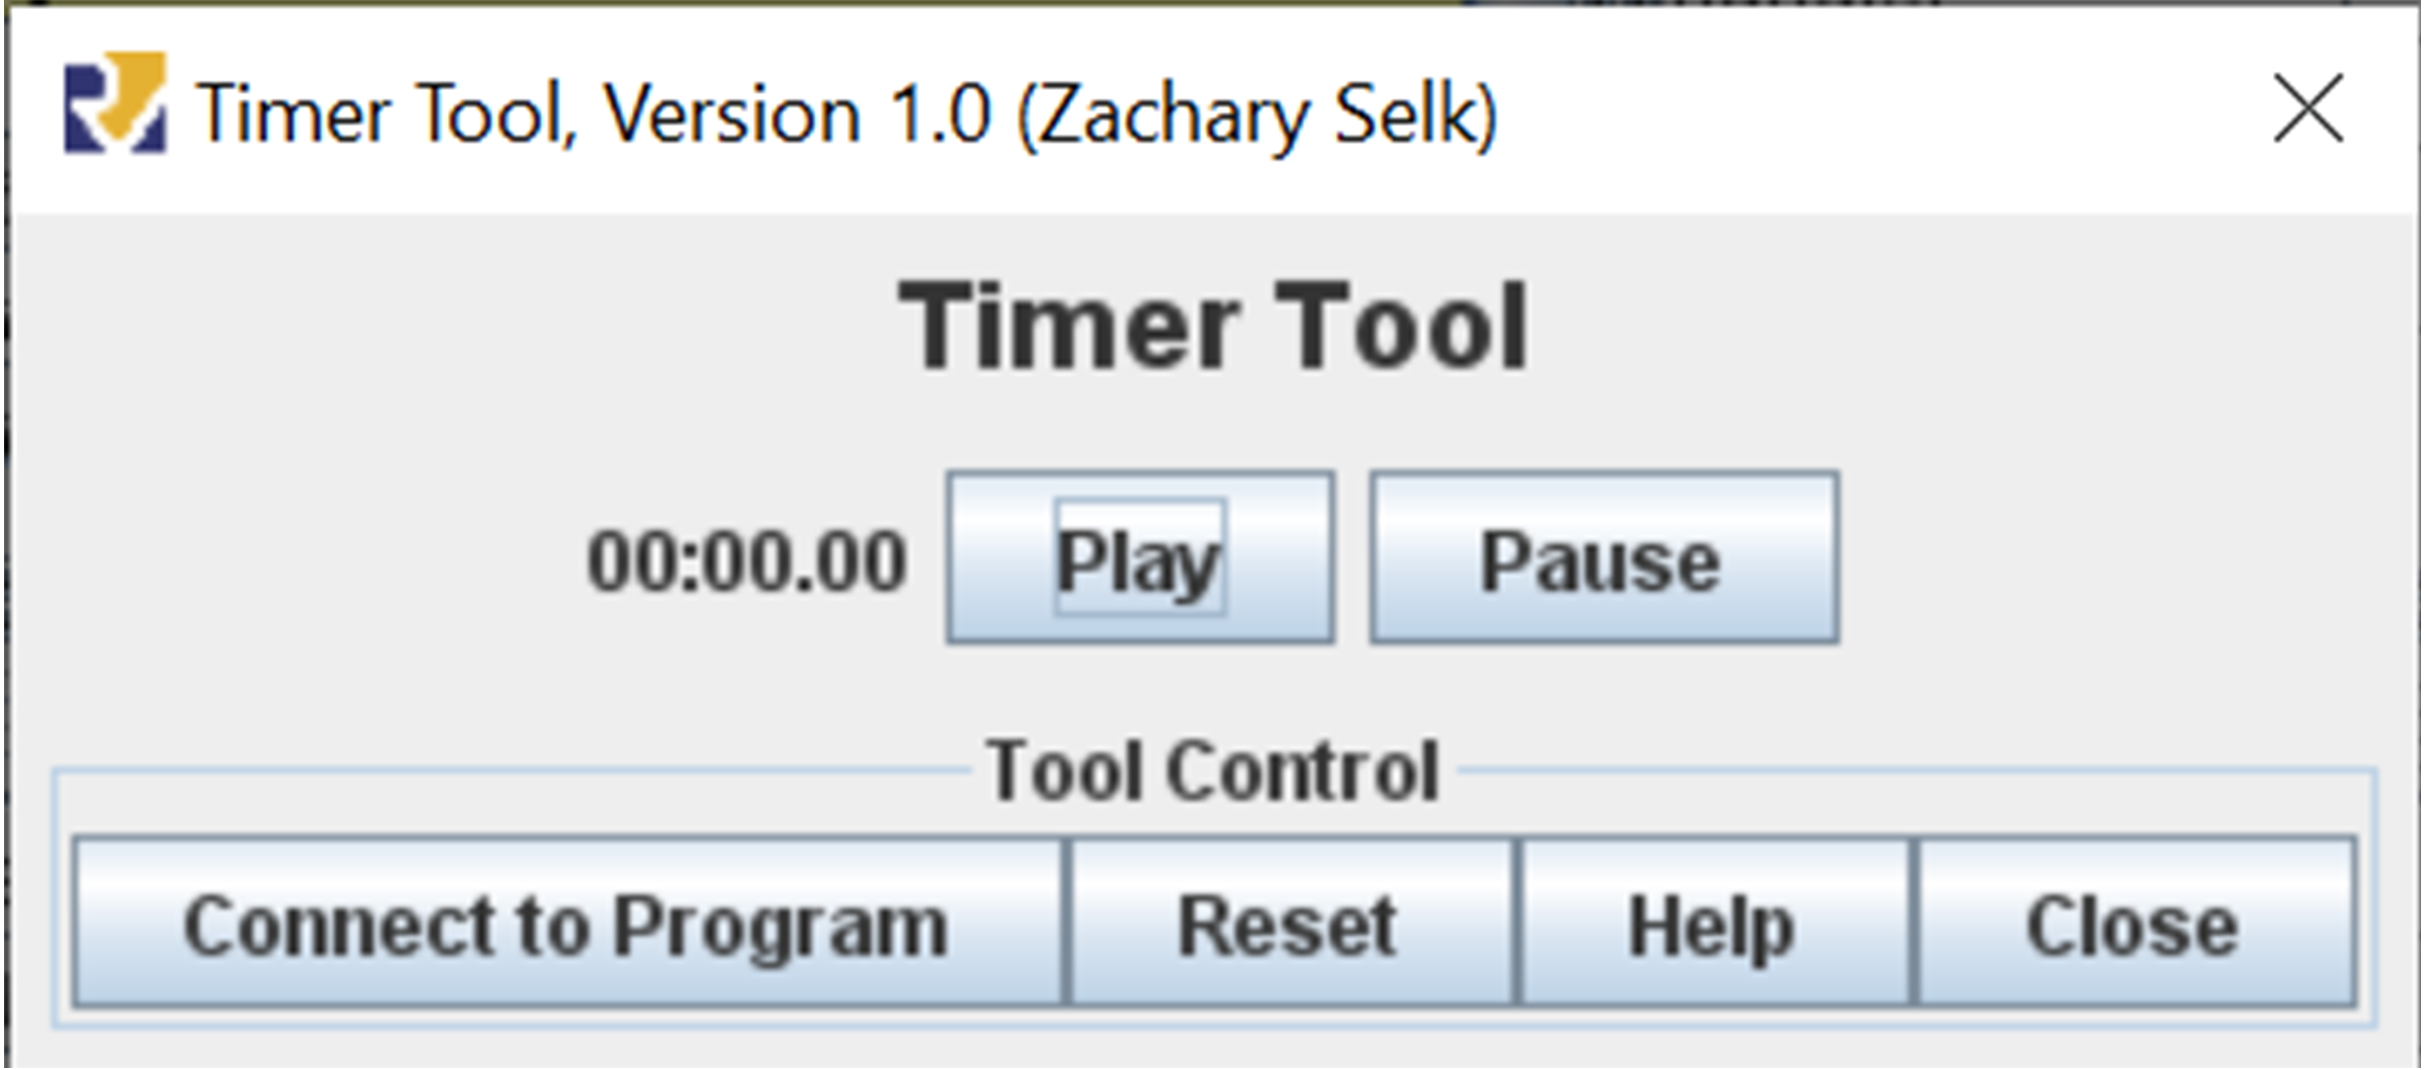 Timer Tool, Version 1.0 (Zachary Selk)
Timer Tool
00:00.00 Play Pause
Tool Control
Connect to Program Reset Help Close